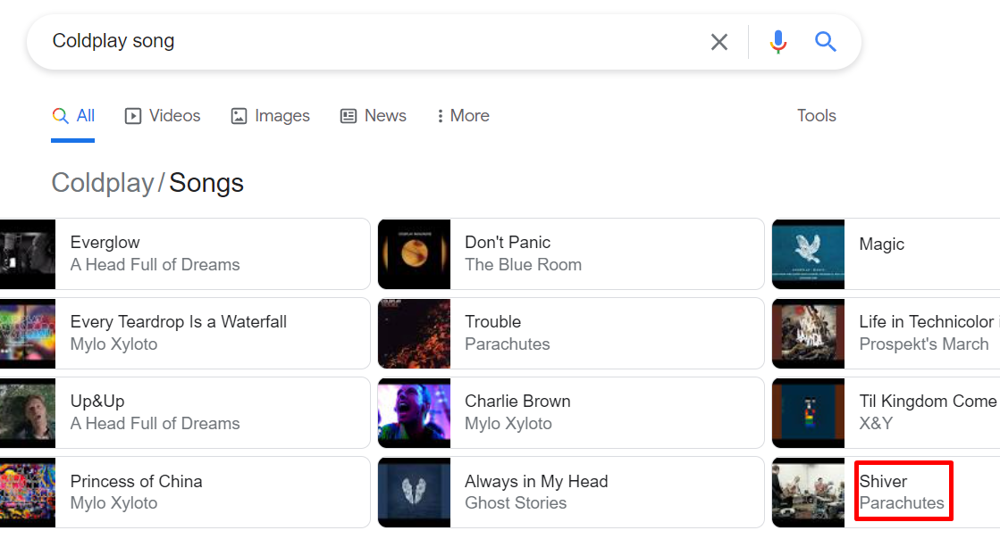 Coldplay song
All Videos Images News More Tools
Coldplay/Songs
Everglow
A Head Full of Dreams
Don't Panic
The Blue Room
Magic
Every Teardrop Is a Waterfall
Mylo Xyloto
Trouble
Parachutes
Life in Technicolor
Prospekt's March
Up&Up
A Head Full of Dreams
Charlie Brown
Mylo Xyloto
Til Kingdom Come
X&Y
Princess of China
Mylo Xyloto
Always in My Head
Ghost Stories
Shiver
Parachutes